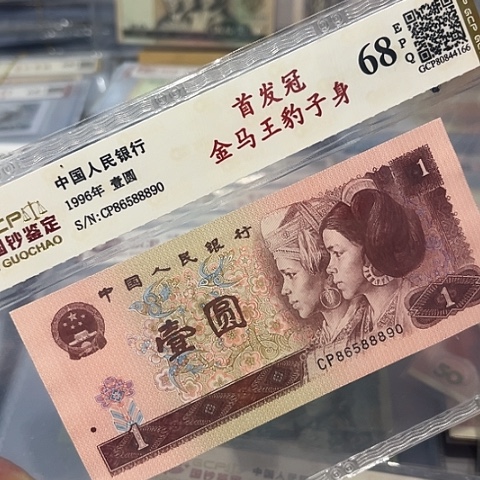 68
EPQ
GCP80844166
首发冠
金马王豹子身
中国人民银行
1996年 壹圆
S/N:CP86588890
国钞鉴定
GUOCHAO
中国人民银行
壹圆
1
1
CP86588890
1